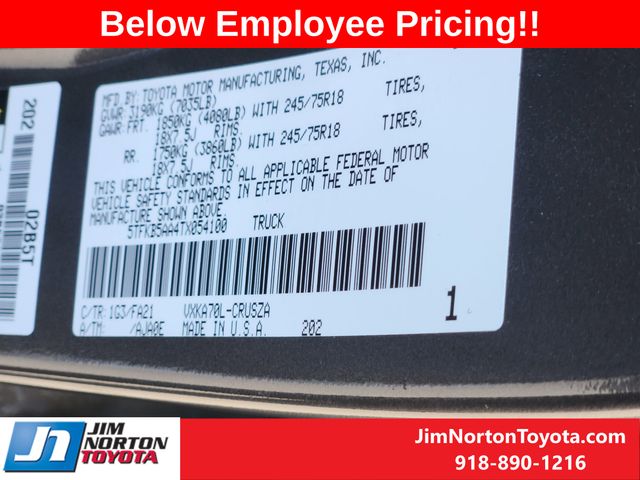 Below Employee Pricing!!
MFD. BY: TOYOTA MOTOR MANUFACTURING, TEXAS, INC.
GVWR 3190KG (7035LB)
GAWR: FRT. 1850KG (4080LB) WITH 245/75R18 TIRES,
18X7.5J RIMS.
RR. 1750KG (3860LB) WITH 245/75R18 TIRES,
18X7.5J RIMS.
THIS VEHICLE CONFORMS TO ALL APPLICABLE FEDERAL MOTOR
VEHICLE SAFETY STANDARDS IN EFFECT ON THE DATE OF
MANUFACTURE SHOWN ABOVE.
5TFKB5AA4TX054100 TRUCK
C/TR: 1G3/FA21 VXKA70L-CRUSZA
A/TM: /AJA0E MADE IN U.S.A. 202
1
202
02B5T
JIM
NORTON
TOYOTA
JimNortonToyota.com
918-890-1216